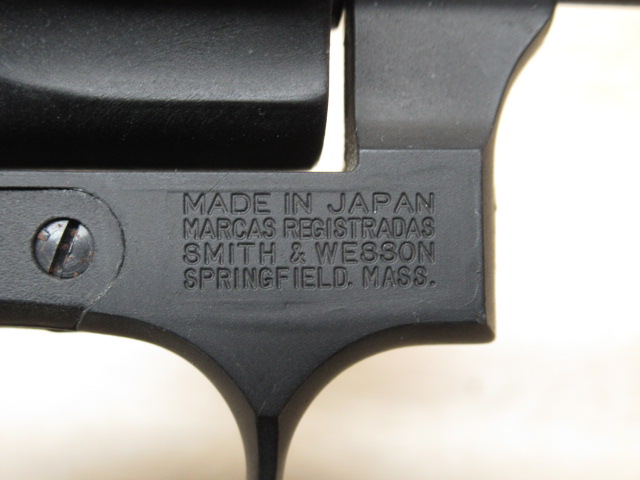 MADE IN JAPAN
MARCAS REGISTRADAS
SMITH & WESSON
SPRINGFIELD. MASS.